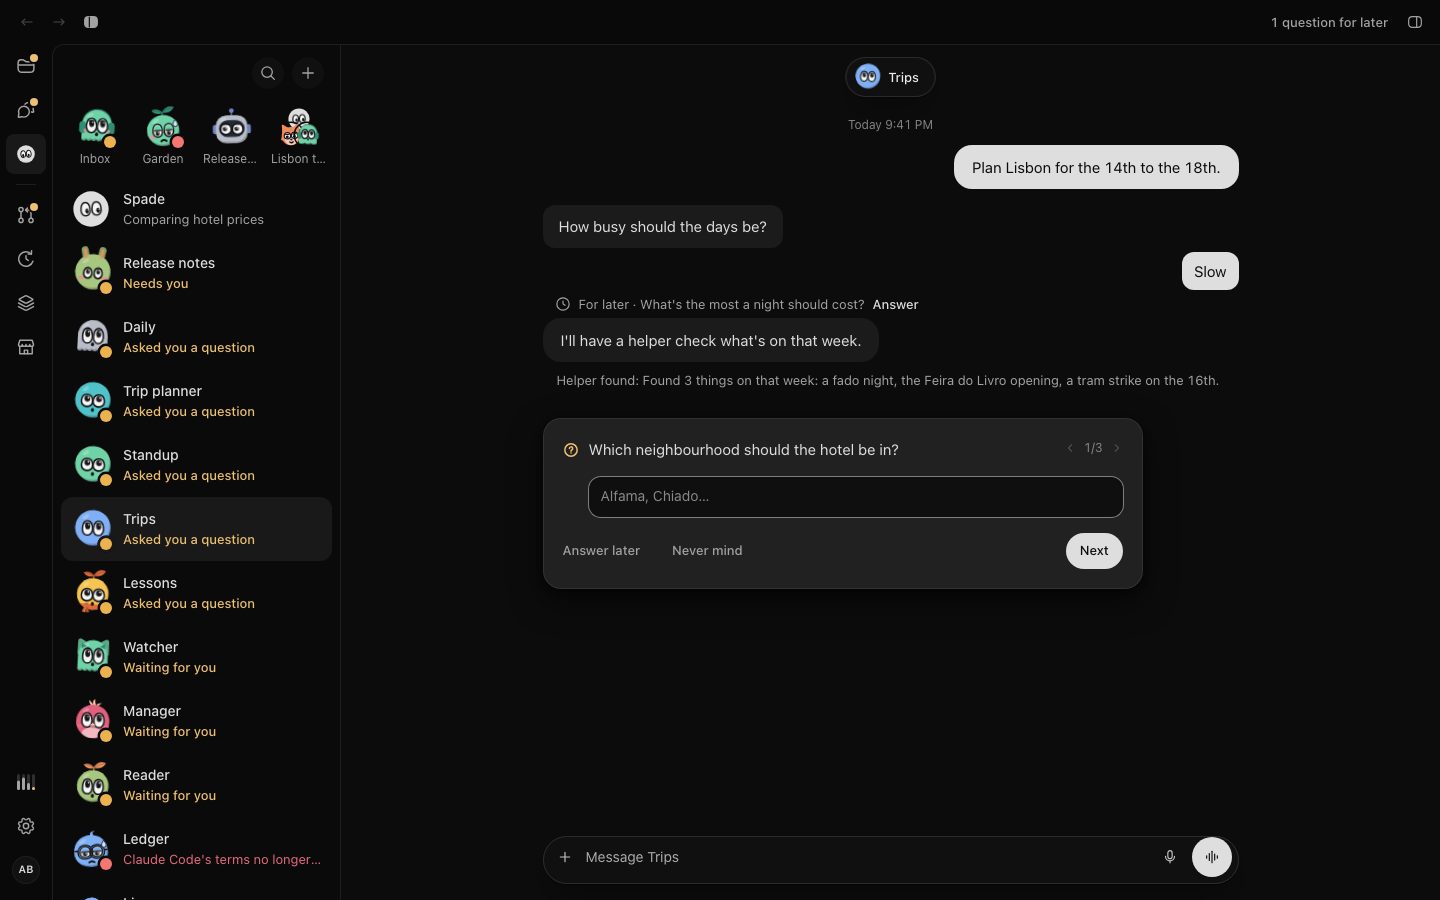 1 question for later
Inbox
Garden
Release...
Lisbon t...
Spade
Comparing hotel prices
Release notes
Needs you
Daily
Asked you a question
Trip planner
Asked you a question
Standup
Asked you a question
Trips
Asked you a question
Lessons
Asked you a question
Watcher
Waiting for you
Manager
Waiting for you
Reader
Waiting for you
Ledger
Claude Code's terms no longer...
AB
Trips
Today 9:41 PM
Plan Lisbon for the 14th to the 18th.
How busy should the days be?
Slow
For later · What's the most a night should cost? Answer
I'll have a helper check what's on that week.
Helper found: Found 3 things on that week: a fado night, the Feira do Livro opening, a tram strike on the 16th.
Which neighbourhood should the hotel be in?
1/3
Alfama, Chiado...
Answer later
Never mind
Next
Message Trips